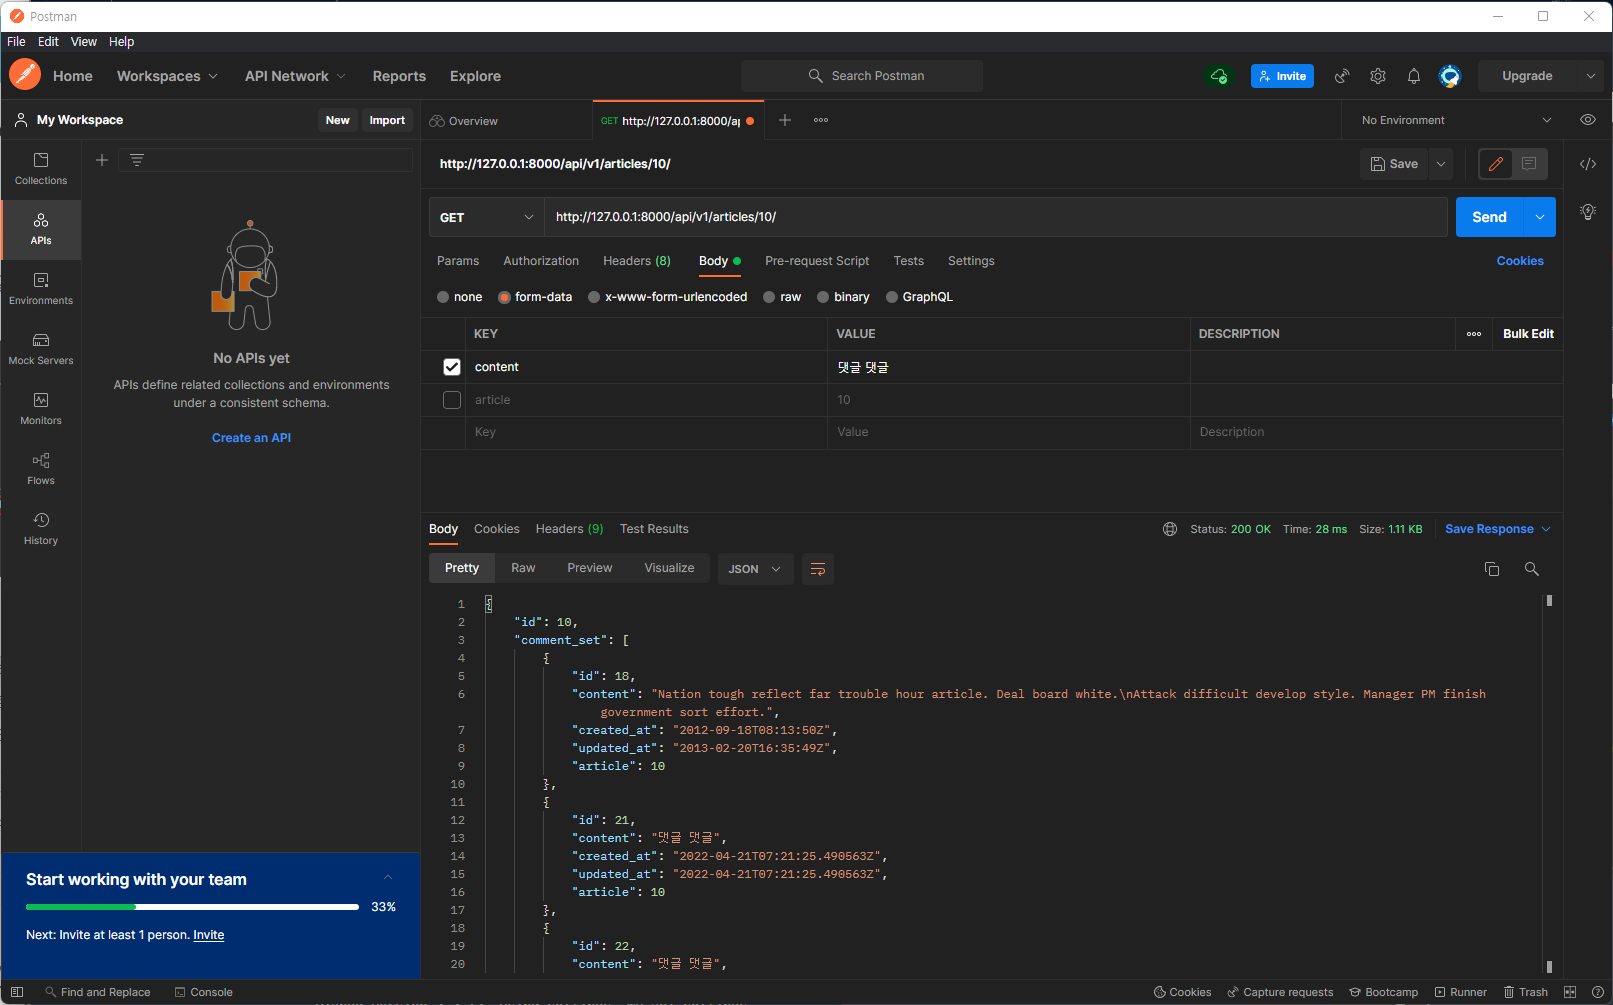 Postman
File Edit View Help
Home Workspaces API Network Reports Explore Search Postman Invite Upgrade
My Workspace New Import Overview GET http://127.0.0.1:8000/ap No Environment
http://127.0.0.1:8000/api/v1/articles/10/ Save
Collections
APIs
Environments
Mock Servers
Monitors
Flows
History
No APIs yet
APIs define related collections and environments
under a consistent schema.
Create an API
GET http://127.0.0.1:8000/api/v1/articles/10/ Send
Params Authorization Headers (8) Body Pre-request Script Tests Settings Cookies
none form-data x-www-form-urlencoded raw binary GraphQL
KEY VALUE DESCRIPTION Bulk Edit
content 댓글 댓글
article 10
Key Value Description
Body Cookies Headers (9) Test Results Status: 200 OK Time: 28 ms Size: 1.11 KB Save Response
Pretty Raw Preview Visualize JSON
1 {
2 "id": 10,
3 "comment_set": [
4 {
5 "id": 18,
6 "content": "Nation tough reflect far trouble hour article. Deal board white.\nAttack difficult develop style. Manager PM finish
government sort effort.",
7 "created_at": "2012-09-18T08:13:50Z",
8 "updated_at": "2013-02-20T16:35:49Z",
9 "article": 10
10 },
11 {
12 "id": 21,
13 "content": "댓글 댓글",
14 "created_at": "2022-04-21T07:21:25.490563Z",
15 "updated_at": "2022-04-21T07:21:25.490563Z",
16 "article": 10
17 },
18 {
19 "id": 22,
20 "content": "댓글 댓글",
Start working with your team
33%
Next: Invite at least 1 person. Invite
Find and Replace Console Cookies Capture requests Bootcamp Runner Trash